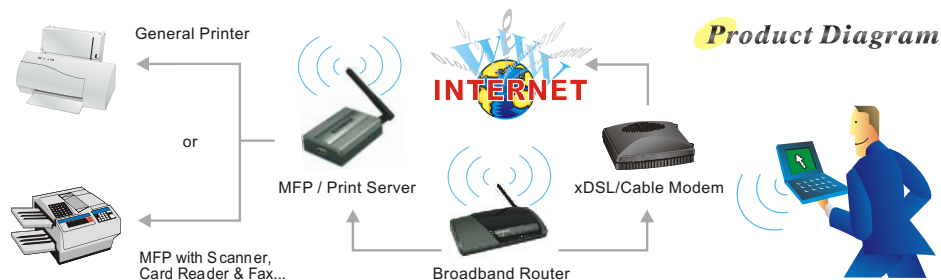 General Printer
Product Diagram
WWW
INTERNET
or
MFP / Print Server
xDSL/Cable Modem
MFP with Scanner,
Card Reader & Fax...
Broadband Router